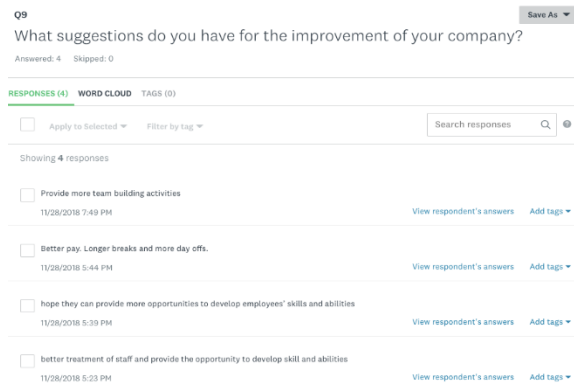 Q9
Save As
What suggestions do you have for the improvement of your company?
Answered: 4 Skipped: 0
RESPONSES (4) WORD CLOUD TAGS (0)
Apply to Selected Filter by tag Search responses
Showing 4 responses
Provide more team building activities
11/28/2018 7:49 PM View respondent's answers Add tags
Better pay. Longer breaks and more day offs.
11/28/2018 5:44 PM View respondent's answers Add tags
hope they can provide more opportunities to develop employees' skills and abilities
11/28/2018 5:39 PM View respondent's answers Add tags
better treatment of staff and provide the opportunity to develop skill and abilities
11/28/2018 5:23 PM View respondent's answers Add tags